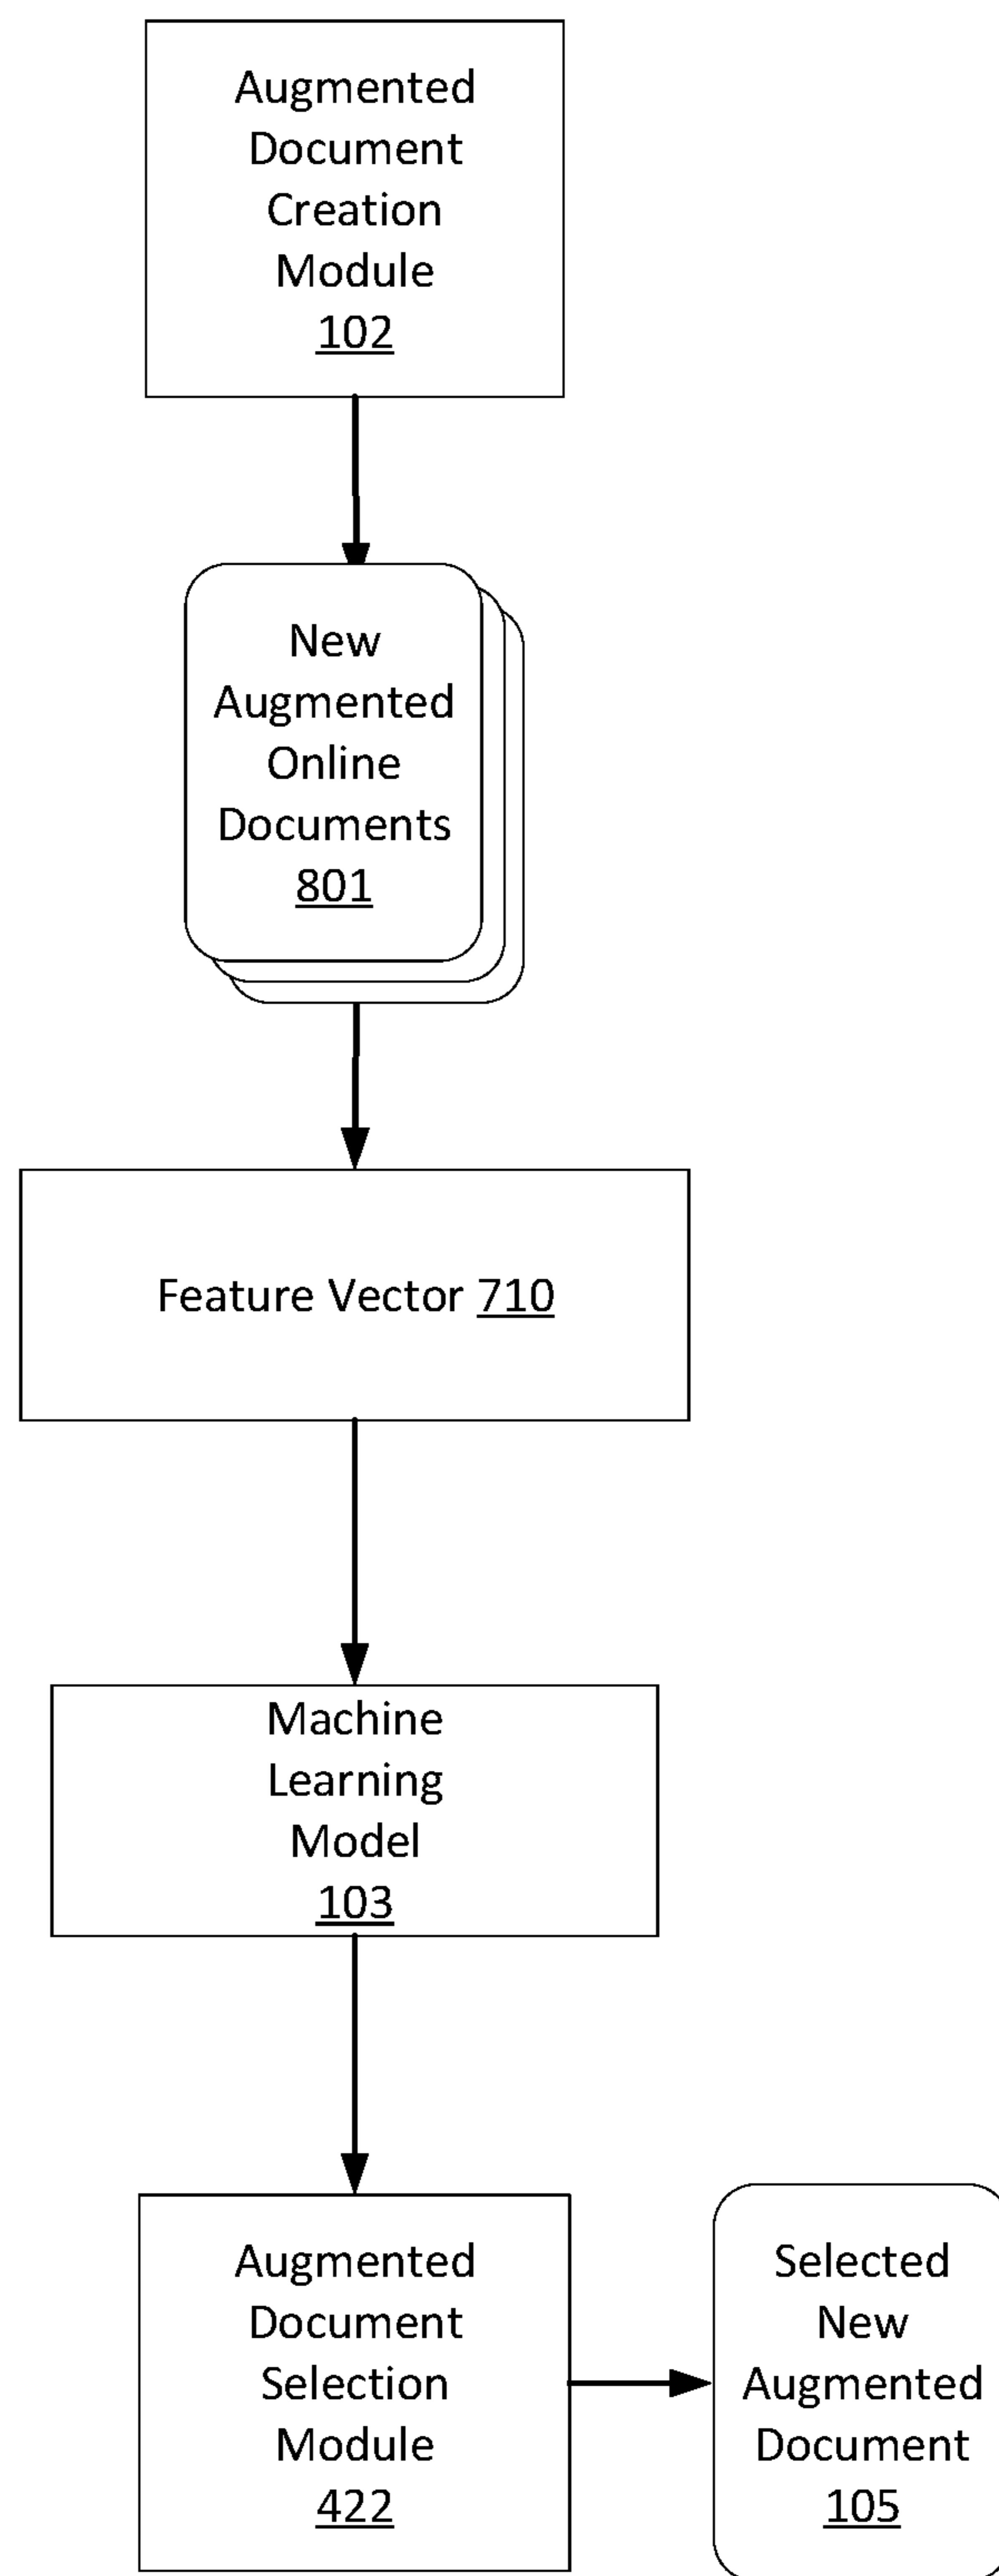 Augmented
Document
Creation
Module
102
New
Augmented
Online
Documents
801
Feature Vector 710
Machine
Learning
Model
103
Augmented
Document
Selection
Module
422
Selected
New
Augmented
Document
105